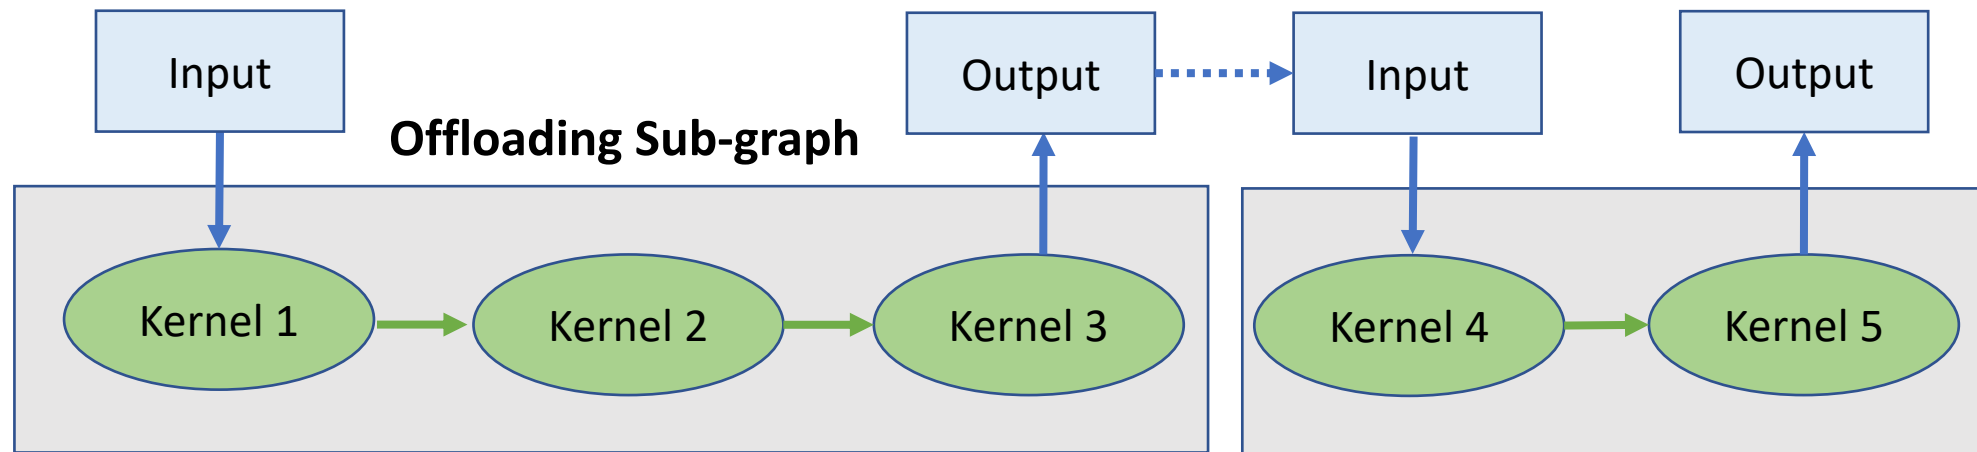 Input
Output
Input
Output
Offloading Sub-graph
Kernel 1
Kernel 2
Kernel 3
Kernel 4
Kernel 5